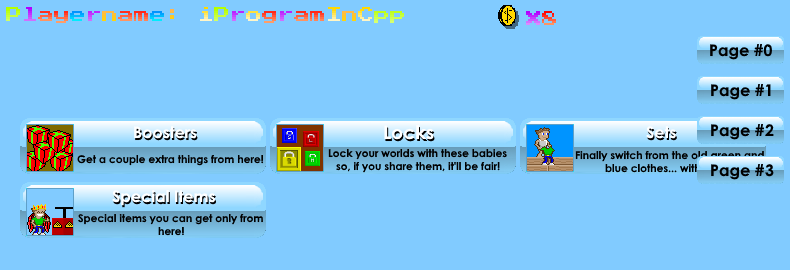 Playername: iProgramInCpp
x8
Page #0
Page #1
Boosters
Get a couple extra things from here!
Locks
Lock your worlds with these babies
so, if you share them, it'll be fair!
Sets
Finally switch from the old green and
blue clothes... with
Page #2
Page #3
Special Items
Special Items you can get only from
here!